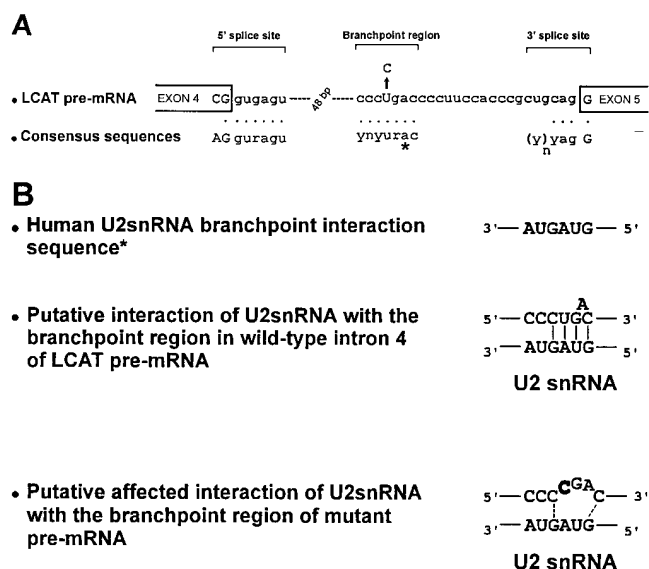 A
5' splice site
Branchpoint region
3' splice site
C
• LCAT pre-mRNA EXON 4 CG gugagu ----- 48 bp ----- cccUgaccccuuccacccgcugcag G EXON 5
• Consensus sequences AG guragu ynyurac (y)yag G
* n
B
• Human U2snRNA branchpoint interaction sequence*
3'— AUGAUG — 5'
• Putative interaction of U2snRNA with the branchpoint region in wild-type intron 4 of LCAT pre-mRNA
A
5'— CCCUGC — 3'
3'— AUGAUG — 5'
U2 snRNA
• Putative affected interaction of U2snRNA with the branchpoint region of mutant pre-mRNA
5'— CCCCGAC — 3'
3'— AUGAUG — 5'
U2 snRNA